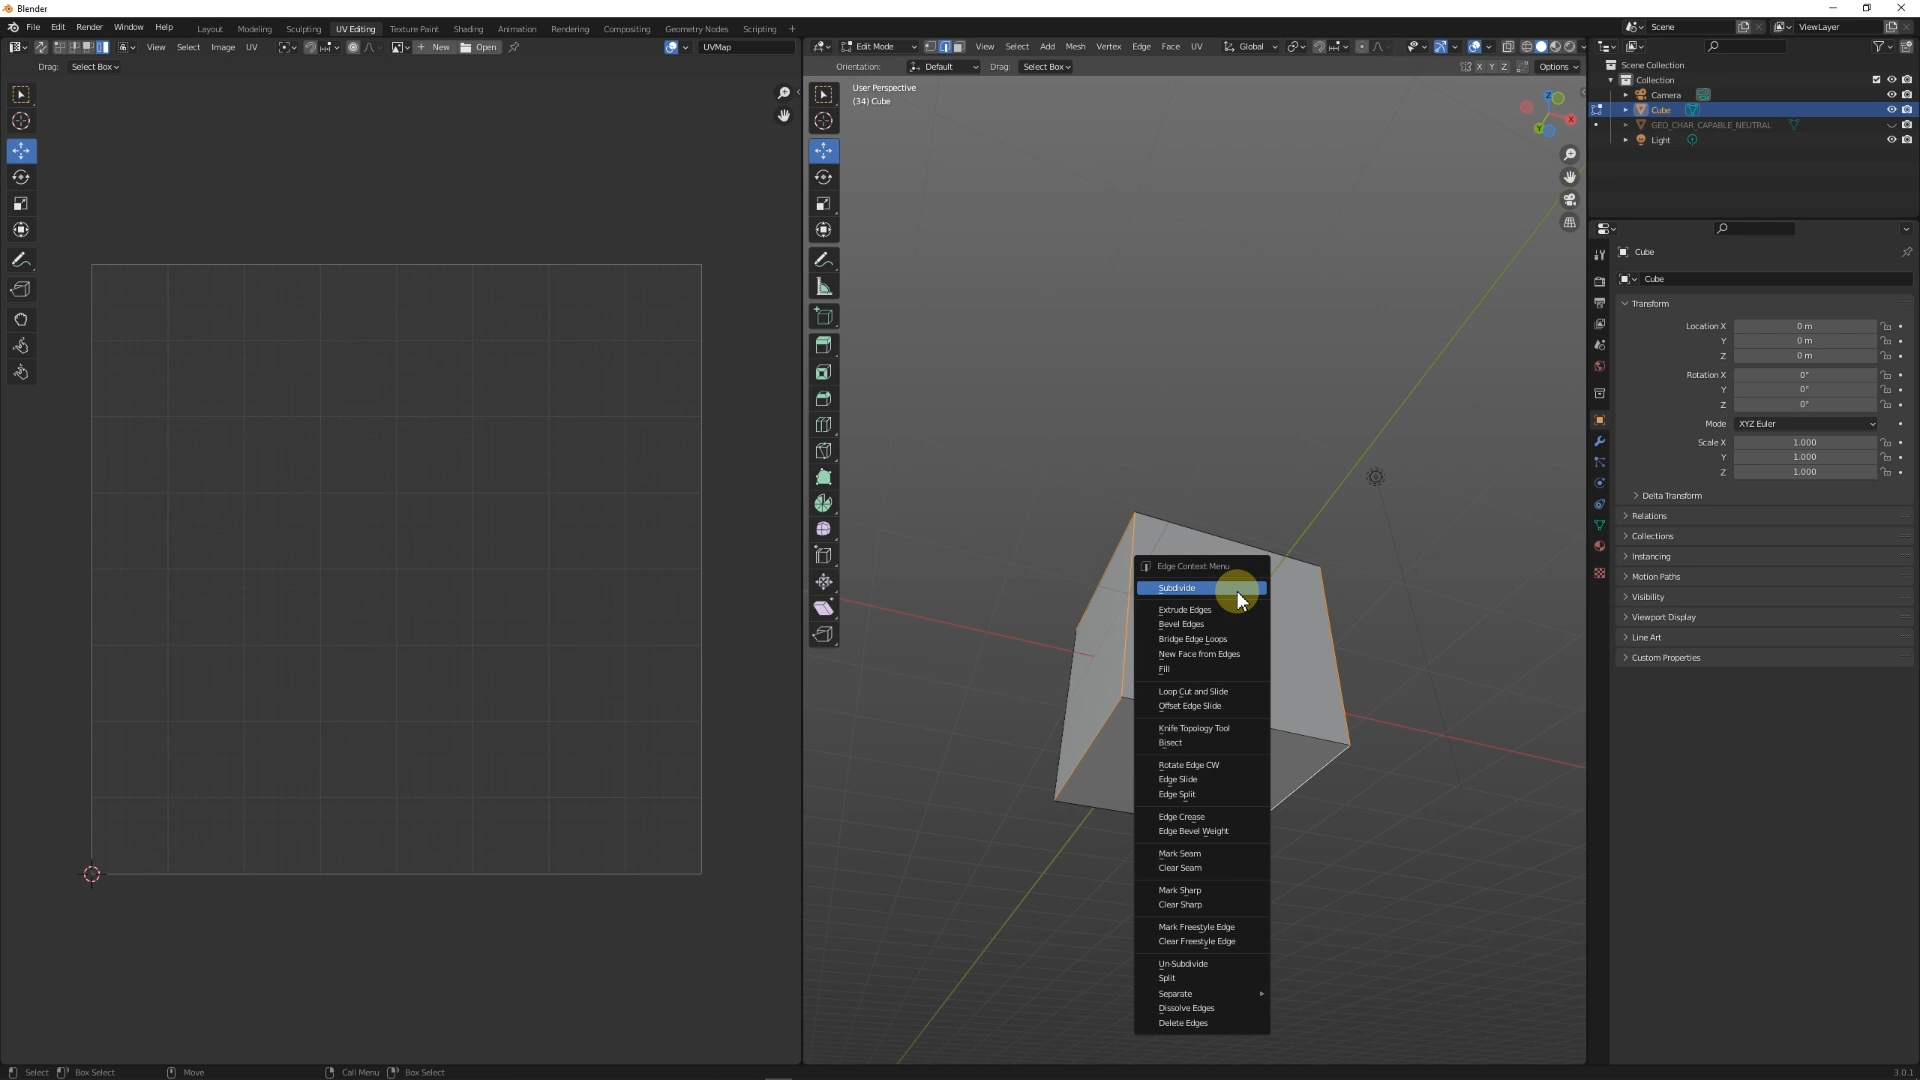 Blender
File Edit Render Window Help Layout Modeling Sculpting UV Editing Texture Paint Shading Animation Rendering Compositing Geometry Nodes Scripting + Scene ViewLayer
View Select Image UV + New Open UVMap
Drag: Select Box
Edit Mode View Select Add Mesh Vertex Edge Face UV Global
Orientation: Default Drag: Select Box X Y Z Options
User Perspective
(34) Cube
Z
X
Y
Edge Context Menu
Subdivide
Extrude Edges
Bevel Edges
Bridge Edge Loops
New Face from Edges
Fill
Loop Cut and Slide
Offset Edge Slide
Knife Topology Tool
Bisect
Rotate Edge CW
Edge Slide
Edge Split
Edge Crease
Edge Bevel Weight
Mark Seam
Clear Seam
Mark Sharp
Clear Sharp
Mark Freestyle Edge
Clear Freestyle Edge
Un-Subdivide
Split
Separate
Dissolve Edges
Delete Edges
Scene Collection
Collection
Camera
Cube
GEO_CHAR_CAPABLE_NEUTRAL
Light
Cube
Cube
Transform
Location X 0 m
Y 0 m
Z 0 m
Rotation X 0°
Y 0°
Z 0°
Mode XYZ Euler
Scale X 1.000
Y 1.000
Z 1.000
Delta Transform
Relations
Collections
Instancing
Motion Paths
Visibility
Viewport Display
Line Art
Custom Properties
Select Box Select Move Call Menu Box Select 3.0.1